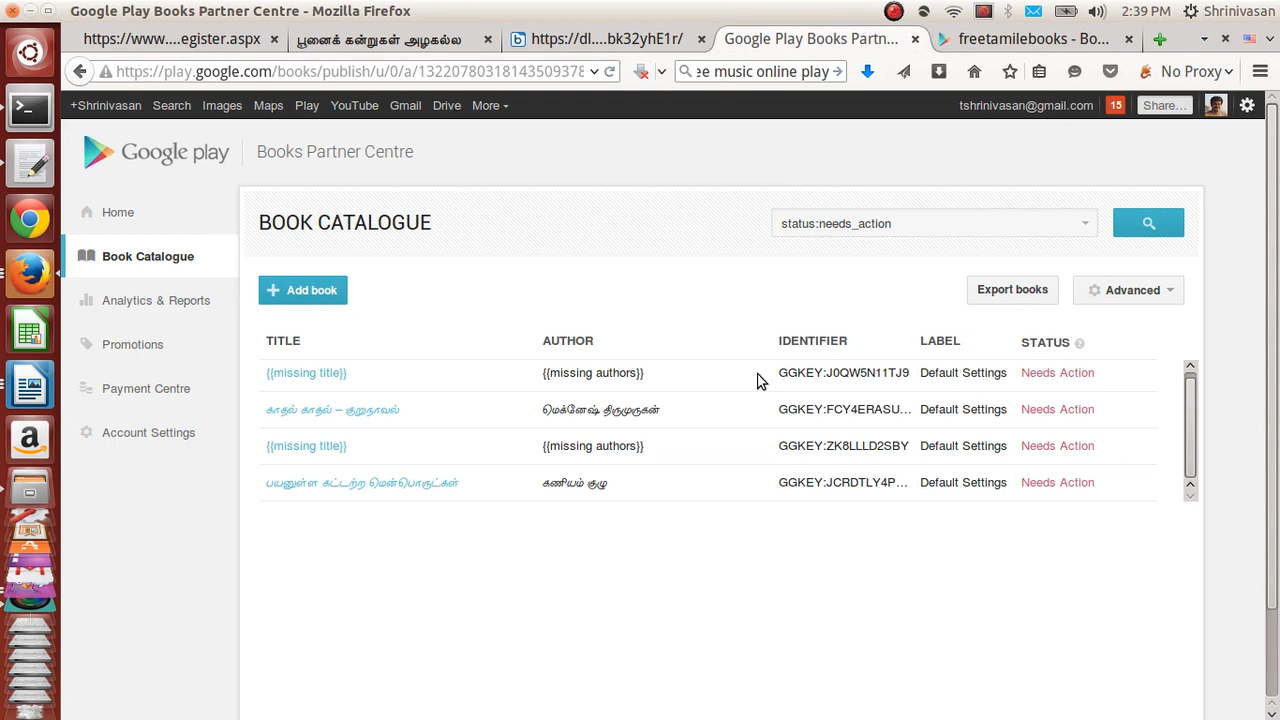 Google Play Books Partner Centre - Mozilla Firefox
2:39 PM Shrinivasan
https://www....egister.aspx
பூனைக் கன்றுகள் அழகல்ல
https://dl....bk32yhE1r/
Google Play Books Partn...
freetamilebooks - Bo...
https://play.google.com/books/publish/u/0/a/13220780318143509378
ee music online play
No Proxy
+Shrinivasan Search Images Maps Play YouTube Gmail Drive More
tshrinivasan@gmail.com 15 Share...
Google play Books Partner Centre
Home
Book Catalogue
Analytics & Reports
Promotions
Payment Centre
Account Settings
BOOK CATALOGUE
status:needs_action
Add book
Export books
Advanced
TITLE AUTHOR IDENTIFIER LABEL STATUS
{{missing title}} {{missing authors}} GGKEY:J0QW5N11TJ9 Default Settings Needs Action
காதல் காதல் – குறுநாவல் மெக்னேஷ் திருமுருகன் GGKEY:FCY4ERASU... Default Settings Needs Action
{{missing title}} {{missing authors}} GGKEY:ZK8LLLD2SBY Default Settings Needs Action
பயனுள்ள கட்டற்ற மென்பொருட்கள் கணியம் குழு GGKEY:JCRDTLY4P... Default Settings Needs Action